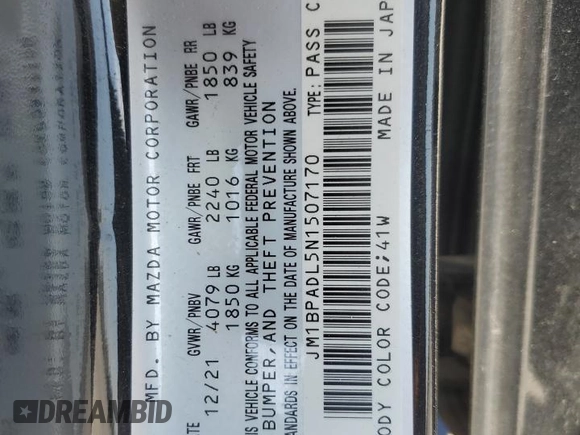 MFD. BY MAZDA MOTOR CORPORATION
GVWR/PNBV GAWR/PNBE FRT GAWR/PNBE RR
12/21 4079 LB 2240 LB 1850 LB
1850 KG 1016 KG 839 KG
VEHICLE CONFORMS TO ALL APPLICABLE FEDERAL MOTOR VEHICLE SAFETY
BUMPER, AND THEFT PREVENTION
IN EFFECT ON THE DATE OF MANUFACTURE SHOWN ABOVE.
JM1BPADL5N1507170 TYPE: PASS C
ODY COLOR CODE;41W MADE IN JAP
DREAMBID